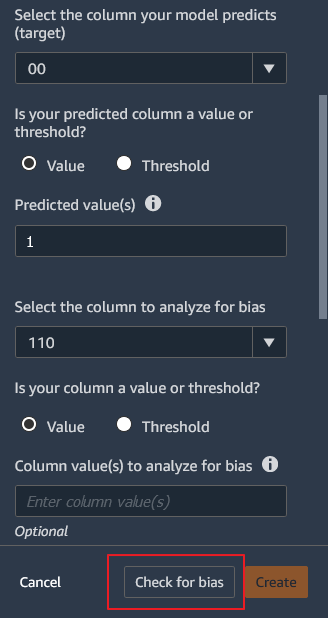 Select the column your model predicts
(target)
00
Is your predicted column a value or
threshold?
Value Threshold
Predicted value(s)
1
Select the column to analyze for bias
110
Is your column a value or threshold?
Value Threshold
Column value(s) to analyze for bias
Enter column value(s)
Optional
Cancel Check for bias Create